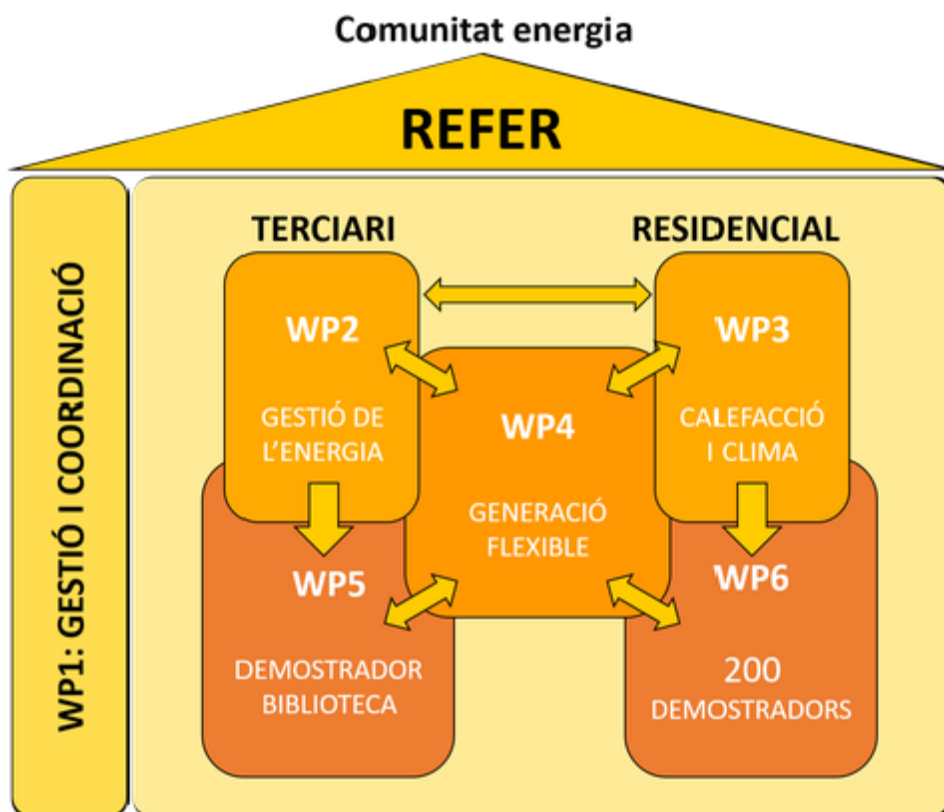 Comunitat energia
REFER
WP1: GESTIÓ I COORDINACIÓ
TERCIARI
RESIDENCIAL
WP2
GESTIÓ DE
L'ENERGIA
WP3
CALEFACCIÓ
I CLIMA
WP4
GENERACIÓ
FLEXIBLE
WP5
DEMOSTRADOR
BIBLIOTECA
WP6
200
DEMOSTRADORS